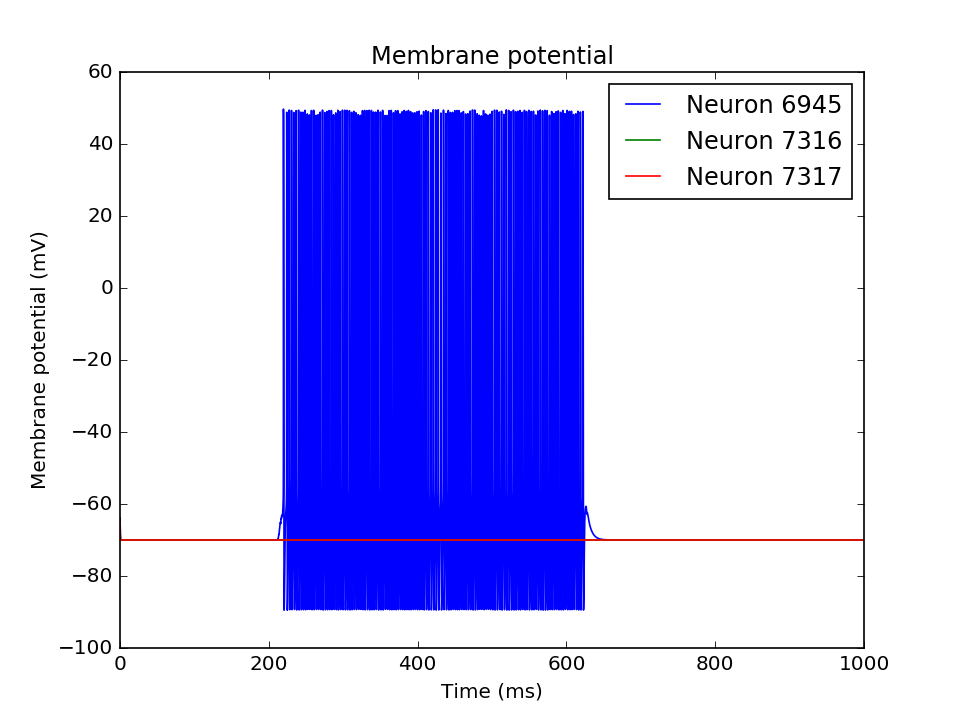 Membrane potential
60
40
20
0
−20
−40
−60
−80
−100
Membrane potential (mV)
Neuron 6945
Neuron 7316
Neuron 7317
0 200 400 600 800 1000
Time (ms)